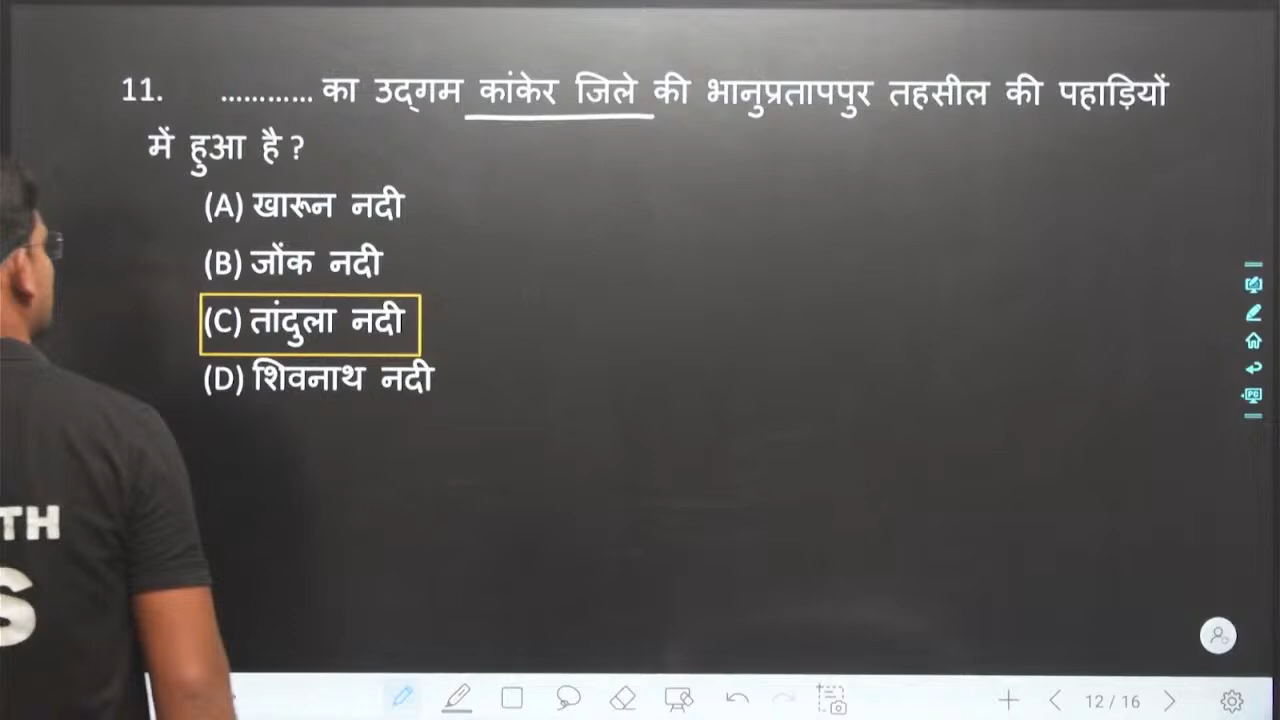 11. ............ का उद्गम कांकेर जिले की भानुप्रतापपुर तहसील की पहाड़ियों
में हुआ है ?
(A) खारून नदी
(B) जोंक नदी
(C) तांदुला नदी
(D) शिवनाथ नदी
TH
S
12 / 16